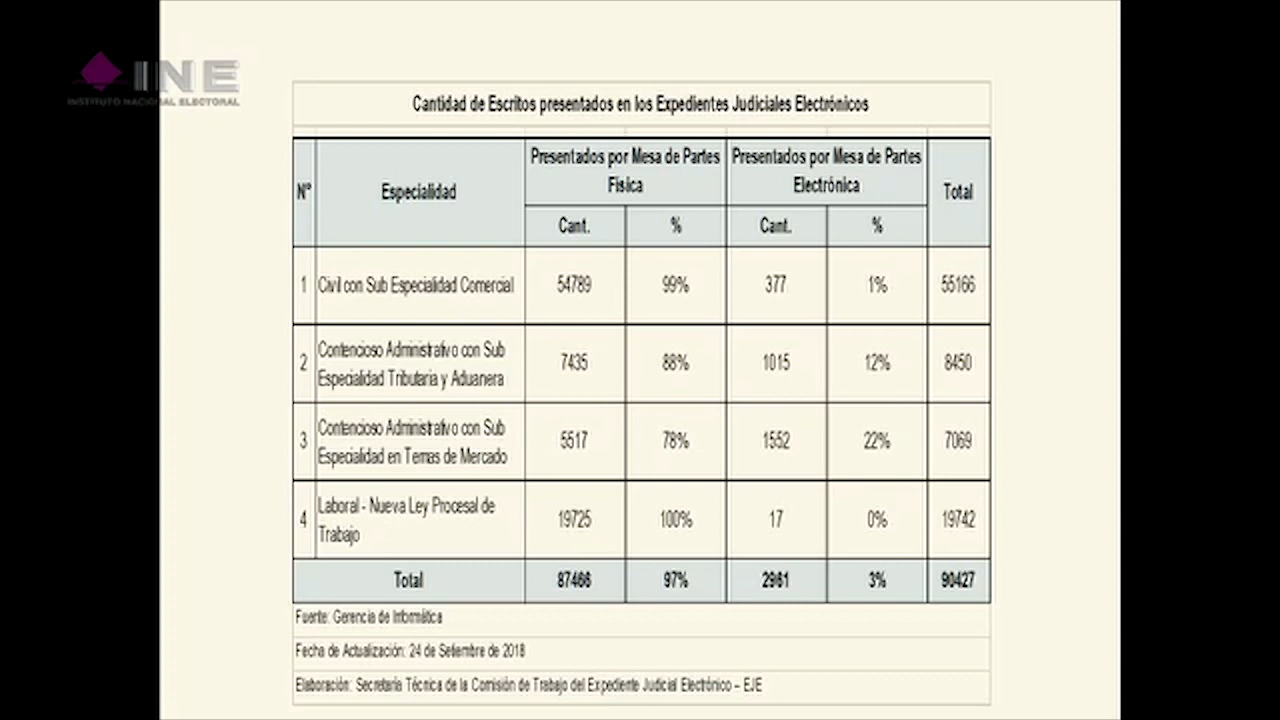 INE
INSTITUTO NACIONAL ELECTORAL
Cantidad de Escritos presentados en los Expedientes Judiciales Electrónicos
N° Especialidad Presentados por Mesa de Partes Física Presentados por Mesa de Partes Electrónica Total
Cant. % Cant. %
1 Civil con Sub Especialidad Comercial 54789 99% 377 1% 55166
2 Contencioso Administrativo con Sub Especialidad Tributaria y Aduanera 7435 88% 1015 12% 8450
3 Contencioso Administrativo con Sub Especialidad en Temas de Mercado 5517 78% 1552 22% 7069
4 Laboral - Nueva Ley Procesal de Trabajo 19725 100% 17 0% 19742
Total 87466 97% 2961 3% 90427
Fuente: Gerencia de Informática
Fecha de Actualización: 24 de Setiembre de 2018
Elaboración: Secretaría Técnica de la Comisión de Trabajo del Expediente Judicial Electrónico – EJE